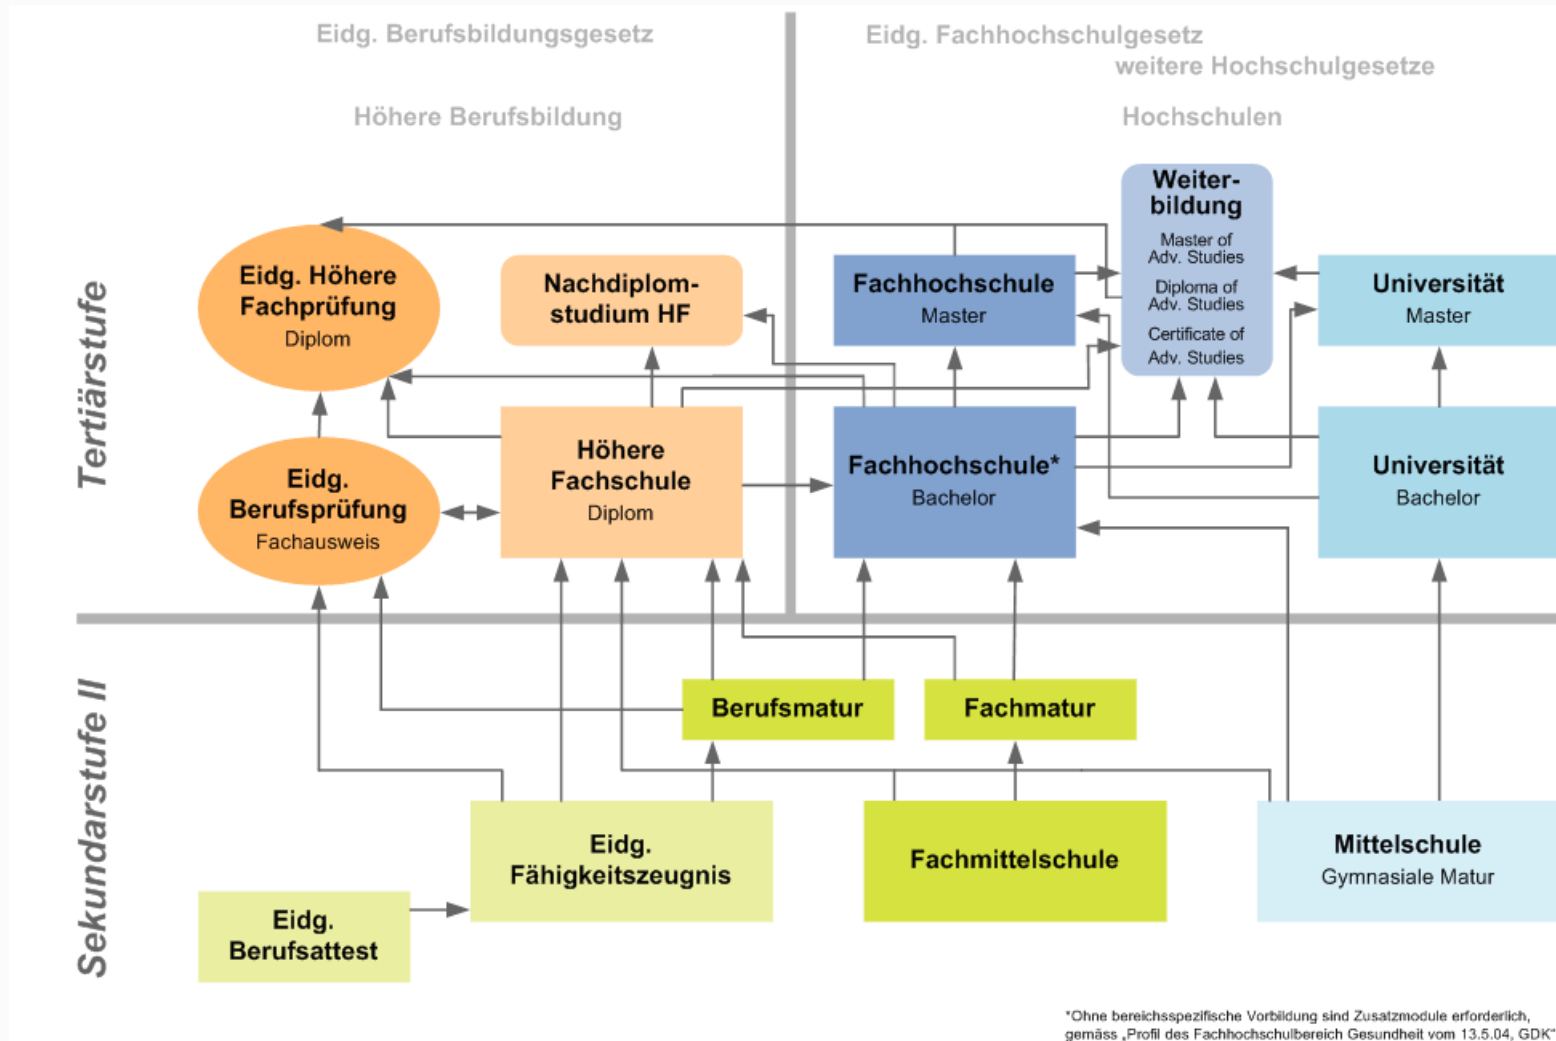 Eidg. Berufsbildungsgesetz
Eidg. Fachhochschulgesetz
weitere Hochschulgesetze
Höhere Berufsbildung
Hochschulen
Tertiärstufe
Eidg. Höhere
Fachprüfung
Diplom
Nachdiplom-
studium HF
Fachhochschule
Master
Weiter-
bildung
Master of
Adv. Studies
Diploma of
Adv. Studies
Certificate of
Adv. Studies
Universität
Master
Eidg.
Berufsprüfung
Fachausweis
Höhere
Fachschule
Diplom
Fachhochschule*
Bachelor
Universität
Bachelor
Sekundarstufe II
Berufsmatur
Fachmatur
Eidg.
Fähigkeitszeugnis
Fachmittelschule
Mittelschule
Gymnasiale Matur
Eidg.
Berufsattest
*Ohne bereichsspezifische Vorbildung sind Zusatzmodule erforderlich,
gemäss „Profil des Fachhochschulbereich Gesundheit vom 13.5.04, GDK"